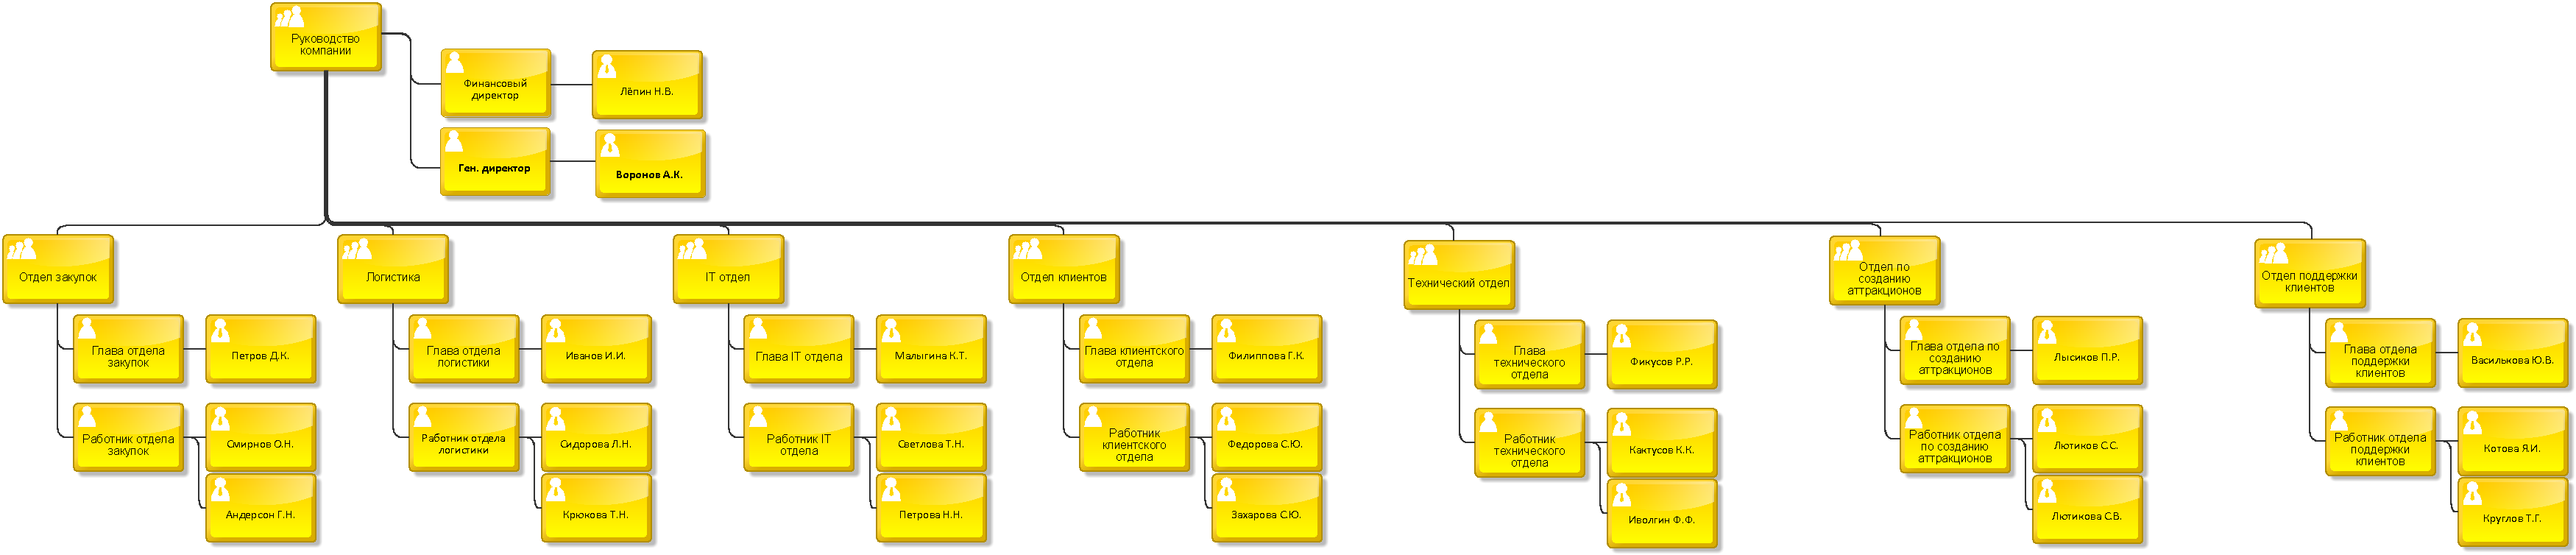 Руководство
компании
Финансовый
директор
Лёпин Н.В.
Ген. директор
Воронов А.К.
Отдел закупок
Логистика
IT отдел
Отдел клиентов
Технический отдел
Отдел по
созданию
аттракционов
Отдел поддержки
клиентов
Глава отдела
закупок
Петров Д.К.
Глава отдела
логистики
Иванов И.И.
Глава IT отдела
Малыгина К.Т.
Глава клиентского
отдела
Филиппова Г.К.
Глава
технического
отдела
Фикусов Р.Р.
Глава отдела по
созданию
аттракционов
Лысиков П.Р.
Глава отдела
поддержки
клиентов
Василькова Ю.В.
Работник отдела
закупок
Смирнов О.Н.
Андерсон Г.Н.
Работник отдела
логистики
Сидорова Л.Н.
Крюкова Т.Н.
Работник IT
отдела
Светлова Т.Н.
Петрова Н.Н.
Работник
клиентского
отдела
Федорова С.Ю.
Захарова С.Ю.
Работник
технического
отдела
Кактусов К.К.
Иволгин Ф.Ф.
Работник отдела
по созданию
аттракционов
Лютиков С.С.
Лютикова С.В.
Работник отдела
поддержки
клиентов
Котова Я.И.
Круглов Т.Г.